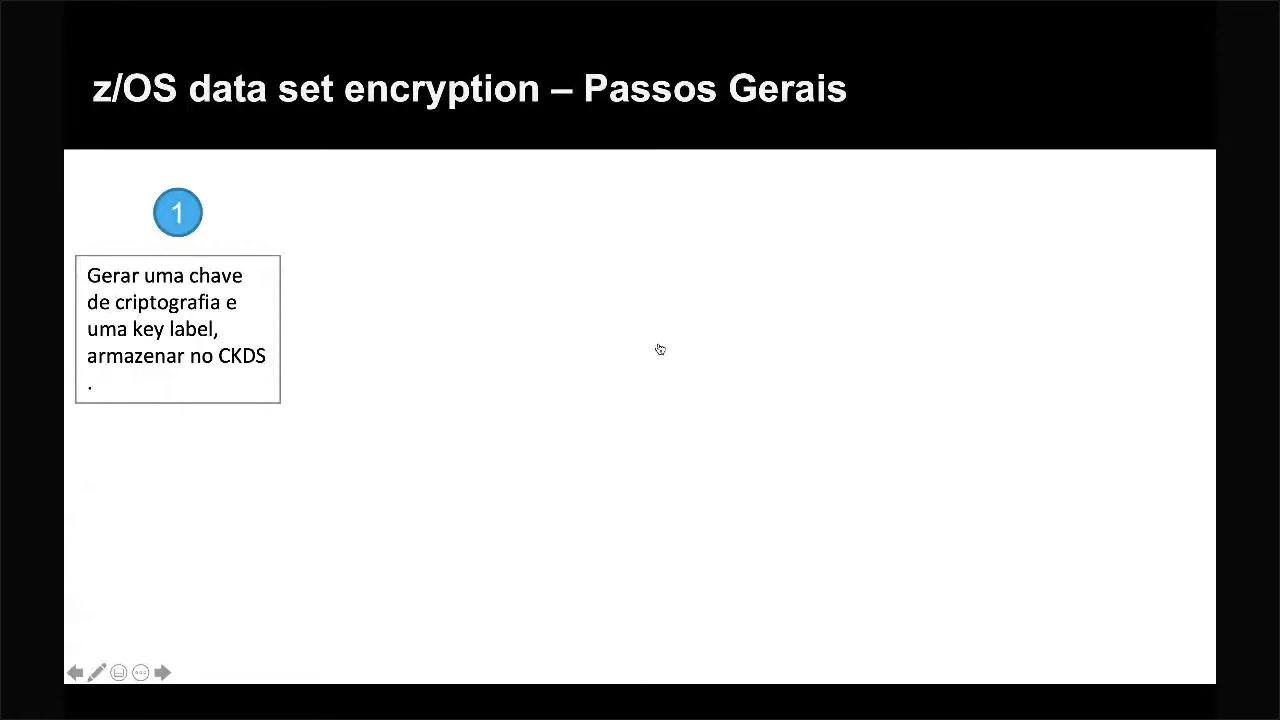 z/OS data set encryption – Passos Gerais
1
Gerar uma chave
de criptografia e
uma key label,
armazenar no CKDS
.